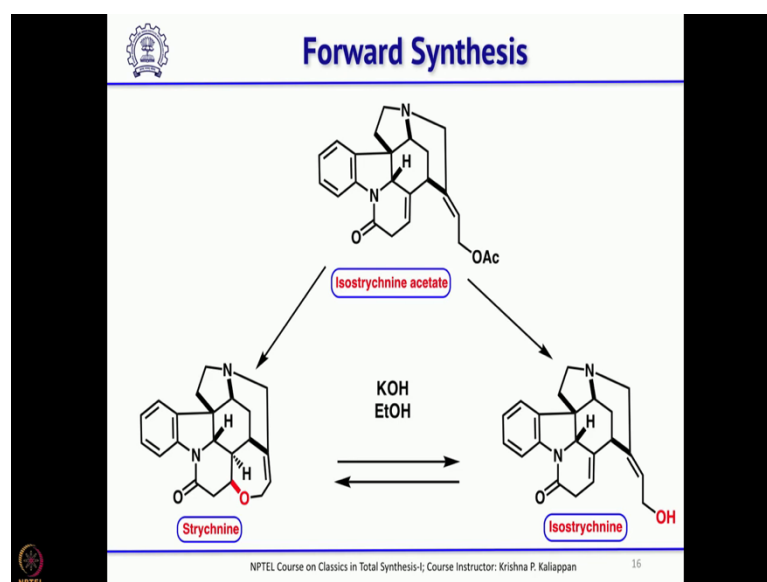 Forward Synthesis
N
H
N
O
OAc
Isostrychnine acetate
N
H
N
H
O
O
Strychnine
KOH
EtOH
N
H
N
O
OH
Isostrychnine
NPTEL Course on Classics in Total Synthesis-I; Course Instructor: Krishna P. Kaliappan
16